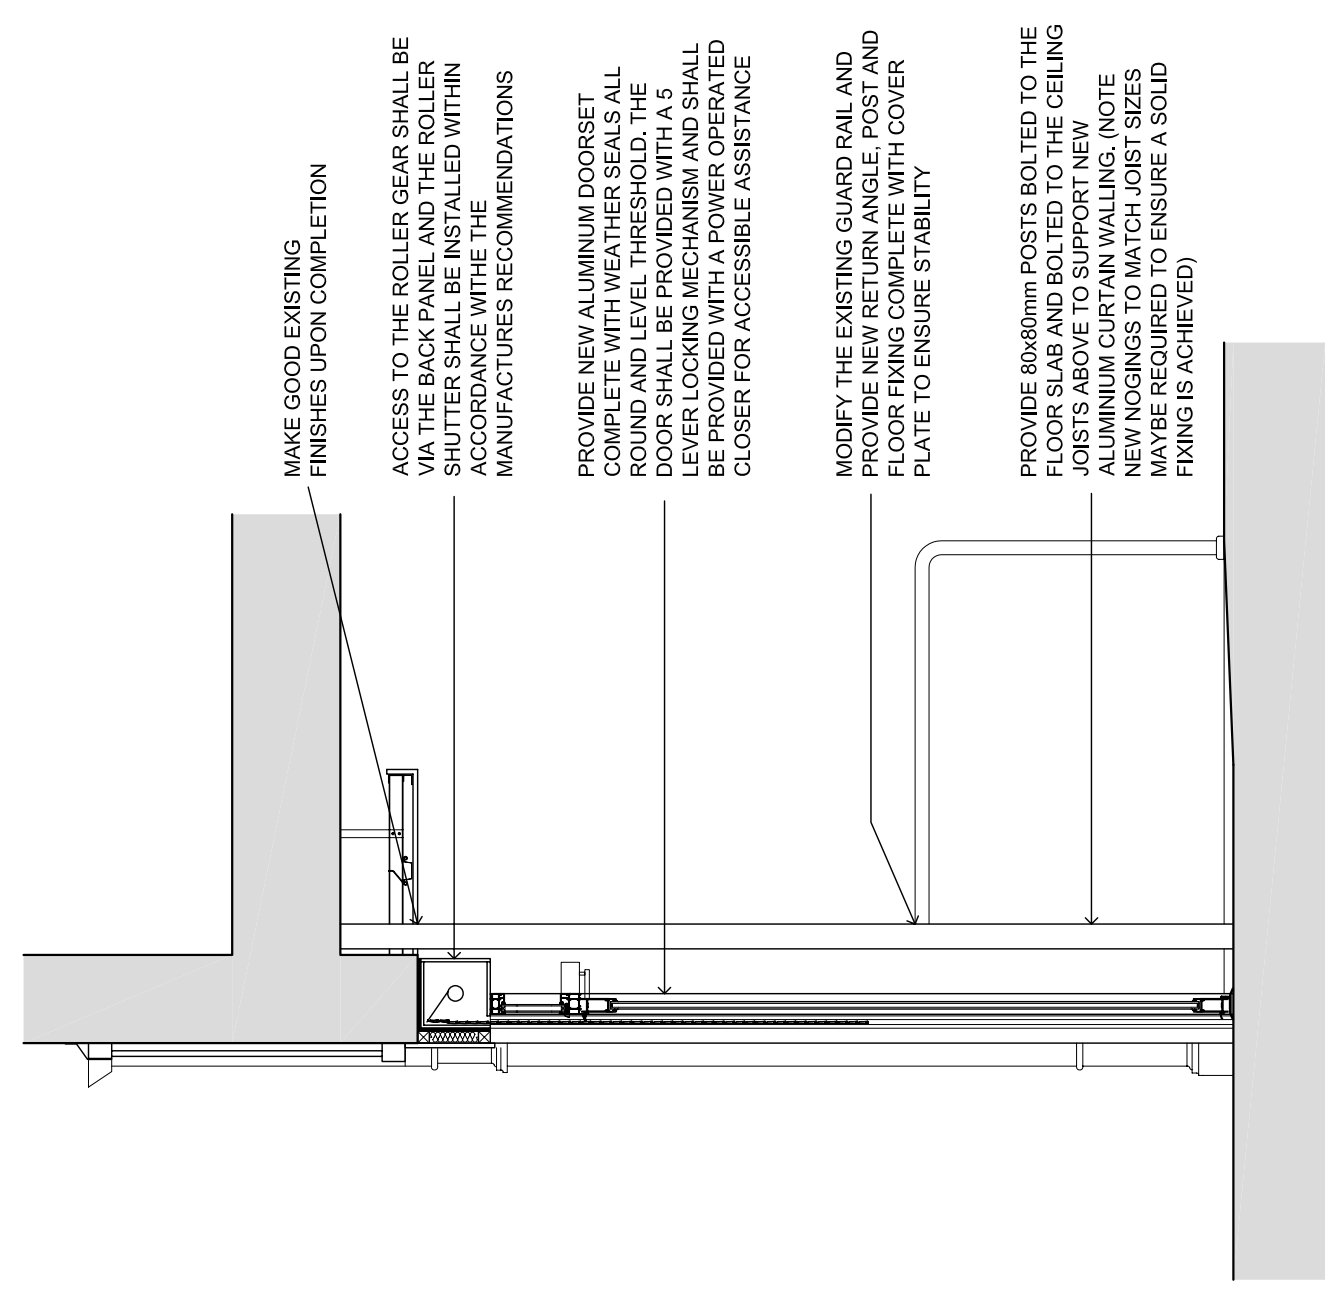 MAKE GOOD EXISTING
FINISHES UPON COMPLETION
ACCESS TO THE ROLLER GEAR SHALL BE
VIA THE BACK PANEL AND THE ROLLER
SHUTTER SHALL BE INSTALLED WITHIN
ACCORDANCE WITHE THE
MANUFACTURES RECOMMENDATIONS
PROVIDE NEW ALUMINUM DOORSET
COMPLETE WITH WEATHER SEALS ALL
ROUND AND LEVEL THRESHOLD. THE
DOOR SHALL BE PROVIDED WITH A 5
LEVER LOCKING MECHANISM AND SHALL
BE PROVIDED WITH A POWER OPERATED
CLOSER FOR ACCESSIBLE ASSISTANCE
MODIFY THE EXISTING GUARD RAIL AND
PROVIDE NEW RETURN ANGLE, POST AND
FLOOR FIXING COMPLETE WITH COVER
PLATE TO ENSURE STABILITY
PROVIDE 80x80mm POSTS BOLTED TO THE
FLOOR SLAB AND BOLTED TO THE CEILING
JOISTS ABOVE TO SUPPORT NEW
ALUMINIUM CURTAIN WALING. (NOTE
NEW NOGINGS TO MATCH JOIST SIZES
MAYBE REQUIRED TO ENSURE A SOLID
FIXING IS ACHIEVED)